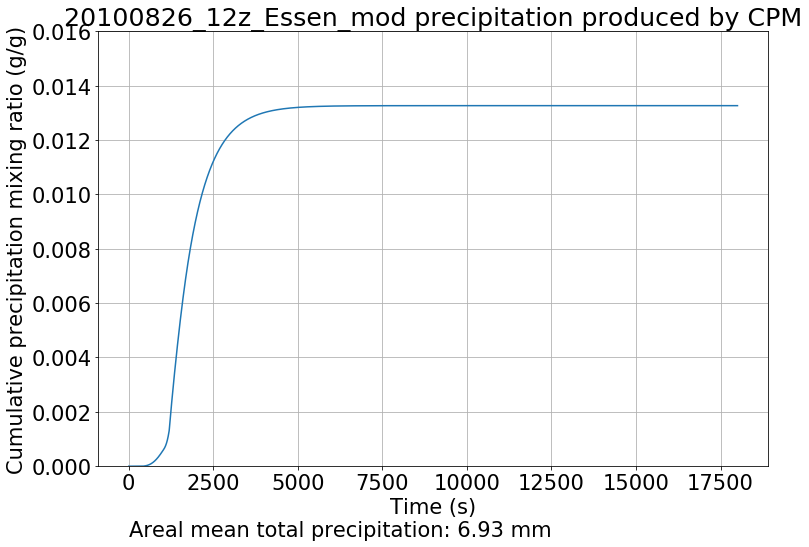 20100826_12z_Essen_mod precipitation produced by CPM
Cumulative precipitation mixing ratio (g/g)
0.016
0.014
0.012
0.010
0.008
0.006
0.004
0.002
0.000
0 2500 5000 7500 10000 12500 15000 17500
Time (s)
Areal mean total precipitation: 6.93 mm